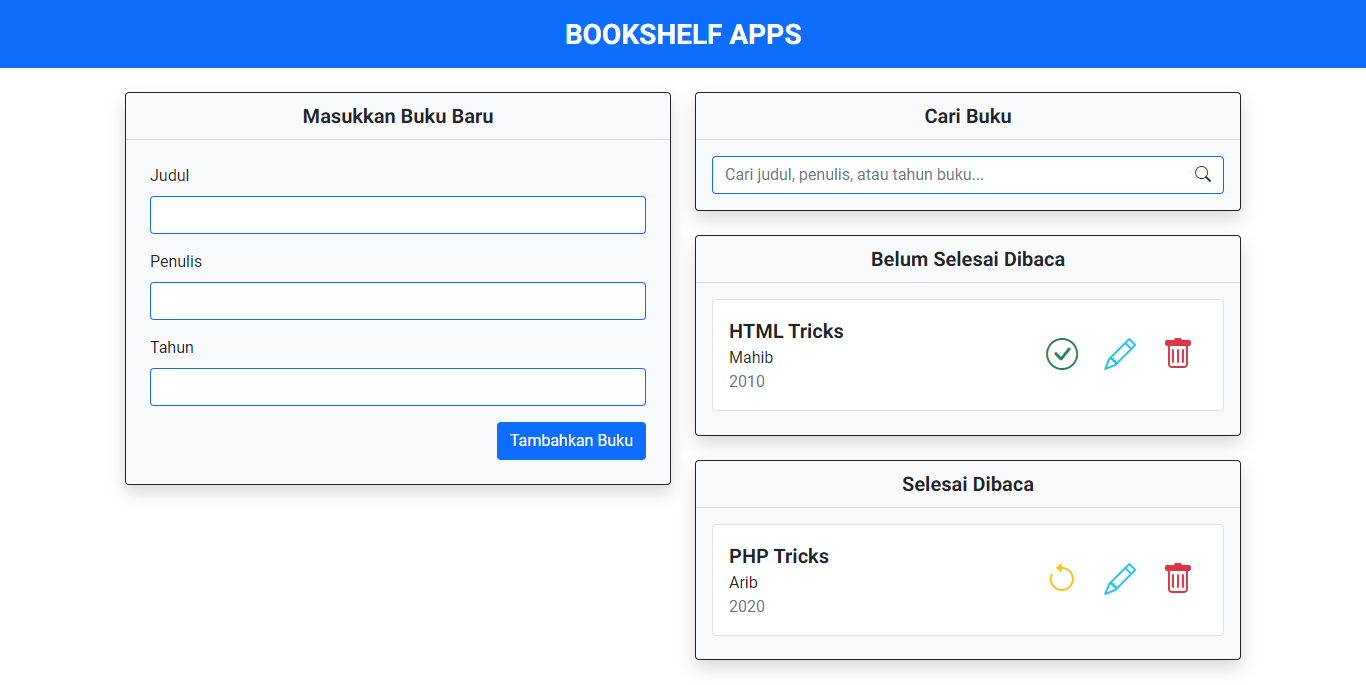 BOOKSHELF APPS
Masukkan Buku Baru
Judul
Penulis
Tahun
Tambahkan Buku
Cari Buku
Cari judul, penulis, atau tahun buku...
Belum Selesai Dibaca
HTML Tricks
Mahib
2010
Selesai Dibaca
PHP Tricks
Arib
2020